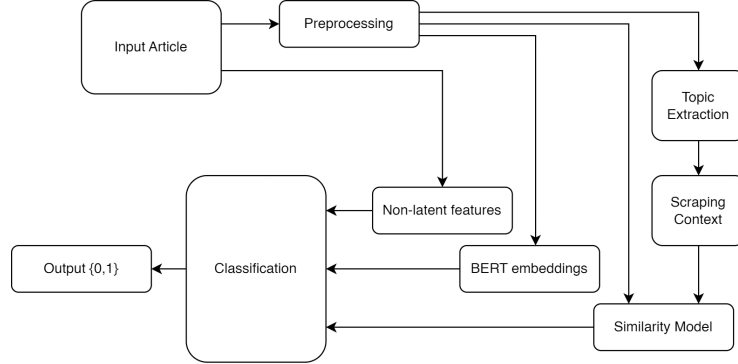 Input Article
Preprocessing
Topic
Extraction
Scraping
Context
Non-latent features
BERT embeddings
Similarity Model
Classification
Output {0,1}